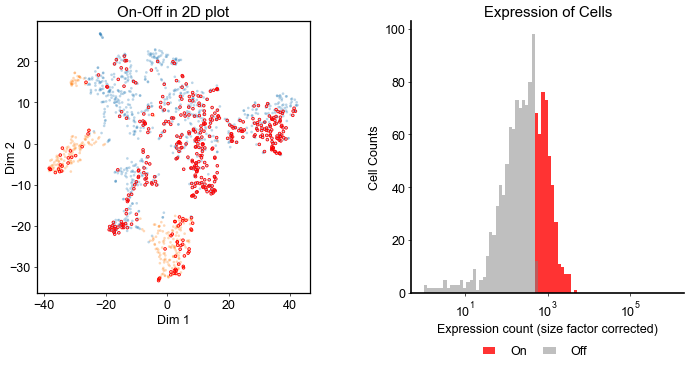 On-Off in 2D plot
Dim 2
20
10
0
−10
−20
−30
−40
−20
0
20
40
Dim 1
Expression of Cells
Cell Counts
100
80
60
40
20
0
10^1
10^3
10^5
Expression count (size factor corrected)
On Off